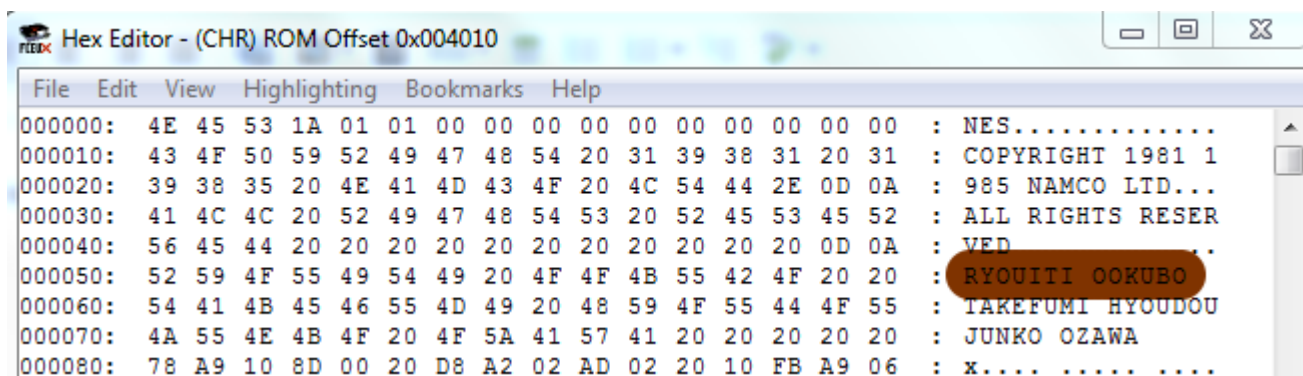 Hex Editor - (CHR) ROM Offset 0x004010
File Edit View Highlighting Bookmarks Help
000000: 4E 45 53 1A 01 01 00 00 00 00 00 00 00 00 00 00 : NES.............
000010: 43 4F 50 59 52 49 47 48 54 20 31 39 38 31 20 31 : COPYRIGHT 1981 1
000020: 39 38 35 20 4E 41 4D 43 4F 20 4C 54 44 2E 0D 0A : 985 NAMCO LTD...
000030: 41 4C 4C 20 52 49 47 48 54 53 20 52 45 53 45 52 : ALL RIGHTS RESER
000040: 56 45 44 20 20 20 20 20 20 20 20 20 20 20 0D 0A : VED ..
000050: 52 59 4F 55 49 54 49 20 4F 4F 4B 55 42 4F 20 20 : RYOUITI OOKUBO
000060: 54 41 4B 45 46 55 4D 49 20 48 59 4F 55 44 4F 55 : TAKEFUMI HYOUDOU
000070: 4A 55 4E 4B 4F 20 4F 5A 41 57 41 20 20 20 20 20 : JUNKO OZAWA
000080: 78 A9 10 8D 00 20 D8 A2 02 AD 02 20 10 FB A9 06 : x.... ..... ....